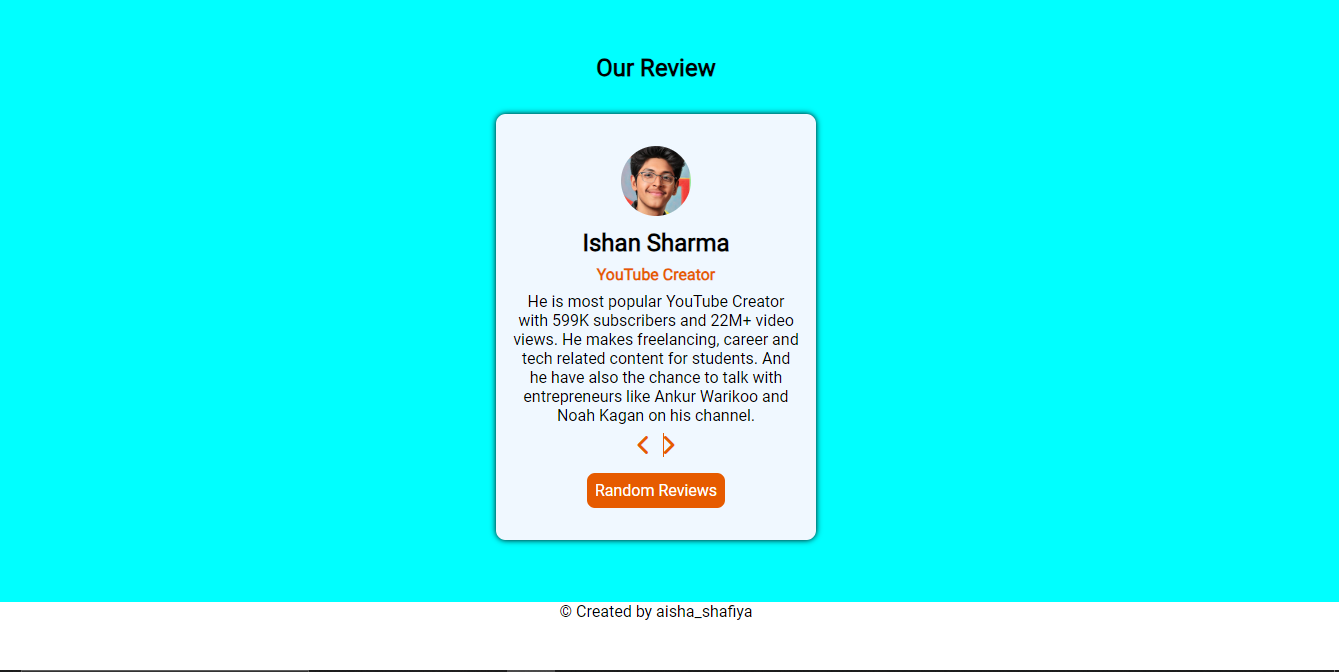 Our Review
Ishan Sharma
YouTube Creator
He is most popular YouTube Creator
with 599K subscribers and 22M+ video
views. He makes freelancing, career and
tech related content for students. And
he have also the chance to talk with
entrepreneurs like Ankur Warikoo and
Noah Kagan on his channel.
Random Reviews
© Created by aisha_shafiya